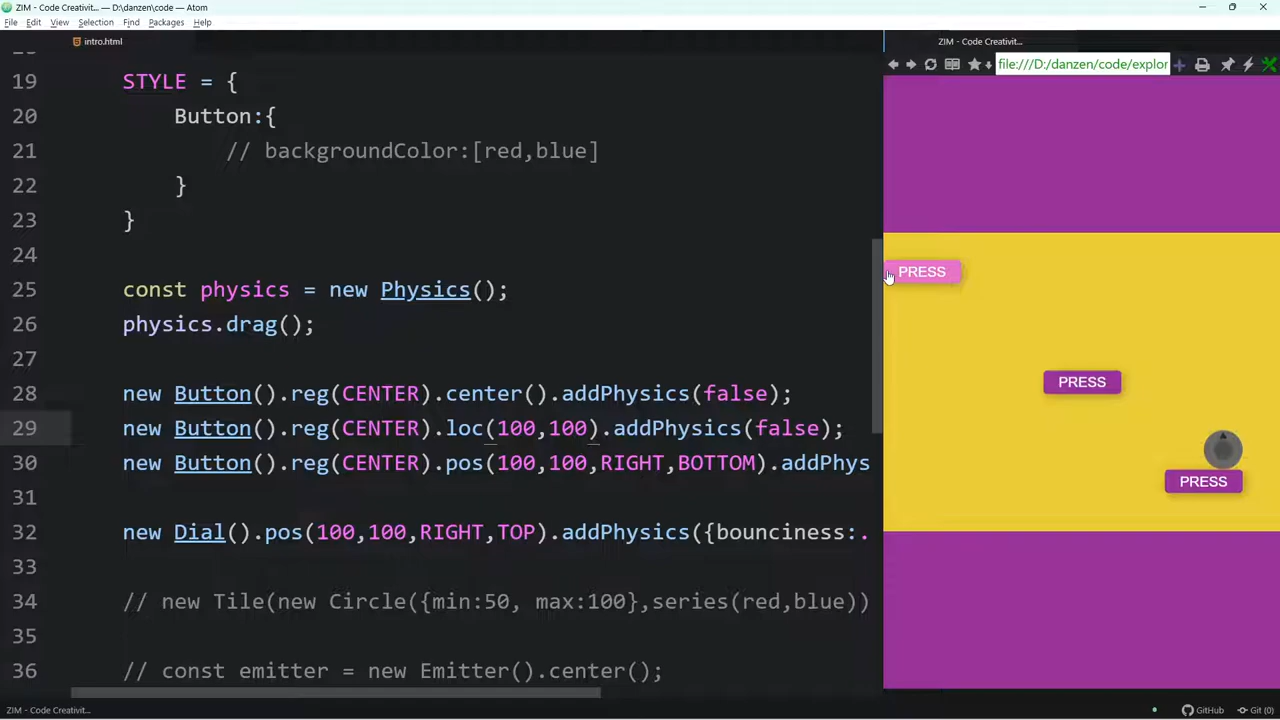 ZIM - Code Creativit... — D:\danzen\code — Atom
File Edit View Selection Find Packages Help
intro.html
ZIM - Code Creativit...
file:///D:/danzen/code/explor
19 STYLE = {
20 Button:{
21 // backgroundColor:[red,blue]
22 }
23 }
24
25 const physics = new Physics();
26 physics.drag();
27
28 new Button().reg(CENTER).center().addPhysics(false);
29 new Button().reg(CENTER).loc(100,100).addPhysics(false);
30 new Button().reg(CENTER).pos(100,100,RIGHT,BOTTOM).addPhys
31
32 new Dial().pos(100,100,RIGHT,TOP).addPhysics({bounciness:.
33
34 // new Tile(new Circle({min:50, max:100},series(red,blue))
35
36 // const emitter = new Emitter().center();
PRESS
PRESS
PRESS
ZIM - Code Creativit...
GitHub
Git (0)